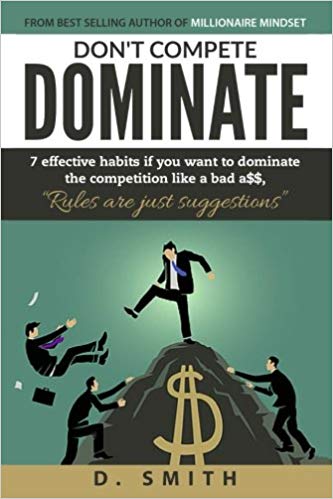 FROM BEST SELLING AUTHOR OF MILLIONAIRE MINDSET
DON'T COMPETE
DOMINATE
7 effective habits if you want to dominate
the competition like a bad a$$,
“Rules are just suggestions”
$
D. SMITH